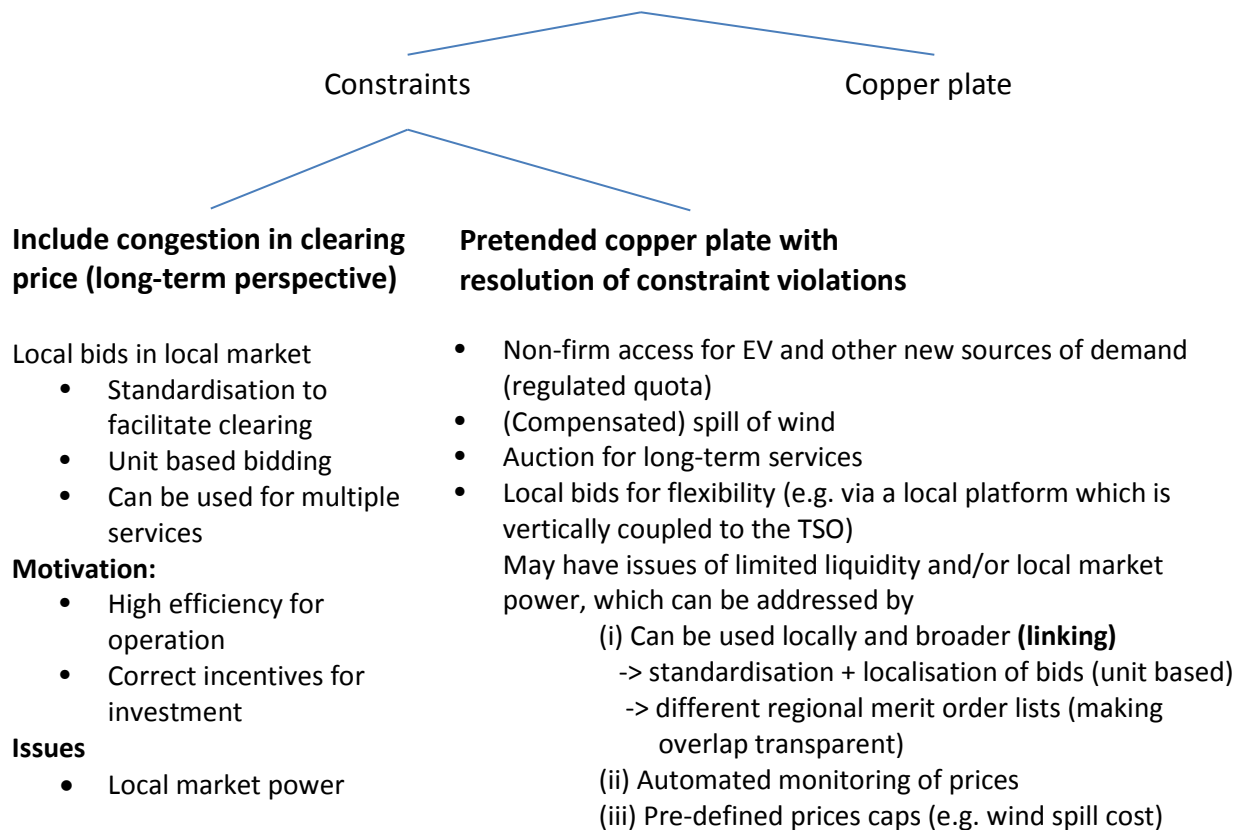 Constraints
Copper plate
Include congestion in clearing
price (long-term perspective)
Local bids in local market
• Standardisation to
facilitate clearing
• Unit based bidding
• Can be used for multiple
services
Motivation:
• High efficiency for
operation
• Correct incentives for
investment
Issues
• Local market power
Pretended copper plate with
resolution of constraint violations
• Non-firm access for EV and other new sources of demand
(regulated quota)
• (Compensated) spill of wind
• Auction for long-term services
• Local bids for flexibility (e.g. via a local platform which is
vertically coupled to the TSO)
May have issues of limited liquidity and/or local market
power, which can be addressed by
(i) Can be used locally and broader (linking)
-> standardisation + localisation of bids (unit based)
-> different regional merit order lists (making
overlap transparent)
(ii) Automated monitoring of prices
(iii) Pre-defined prices caps (e.g. wind spill cost)